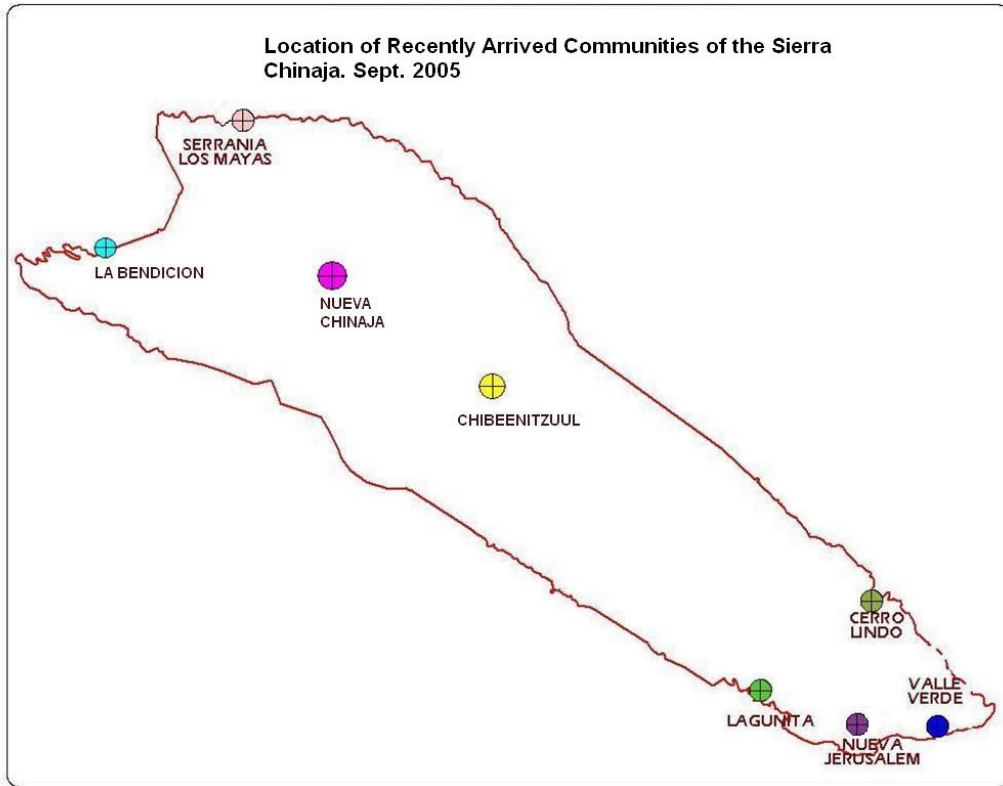 Location of Recently Arrived Communities of the Sierra
Chinaja. Sept. 2005
SERRANIA
LOS MAYAS
LA BENDICION
NUEVA
CHINAJA
CHIBEENITZUUL
CERRO
LINDO
VALLE
VERDE
LAGUNITA
NUEVA
JERUSALEM